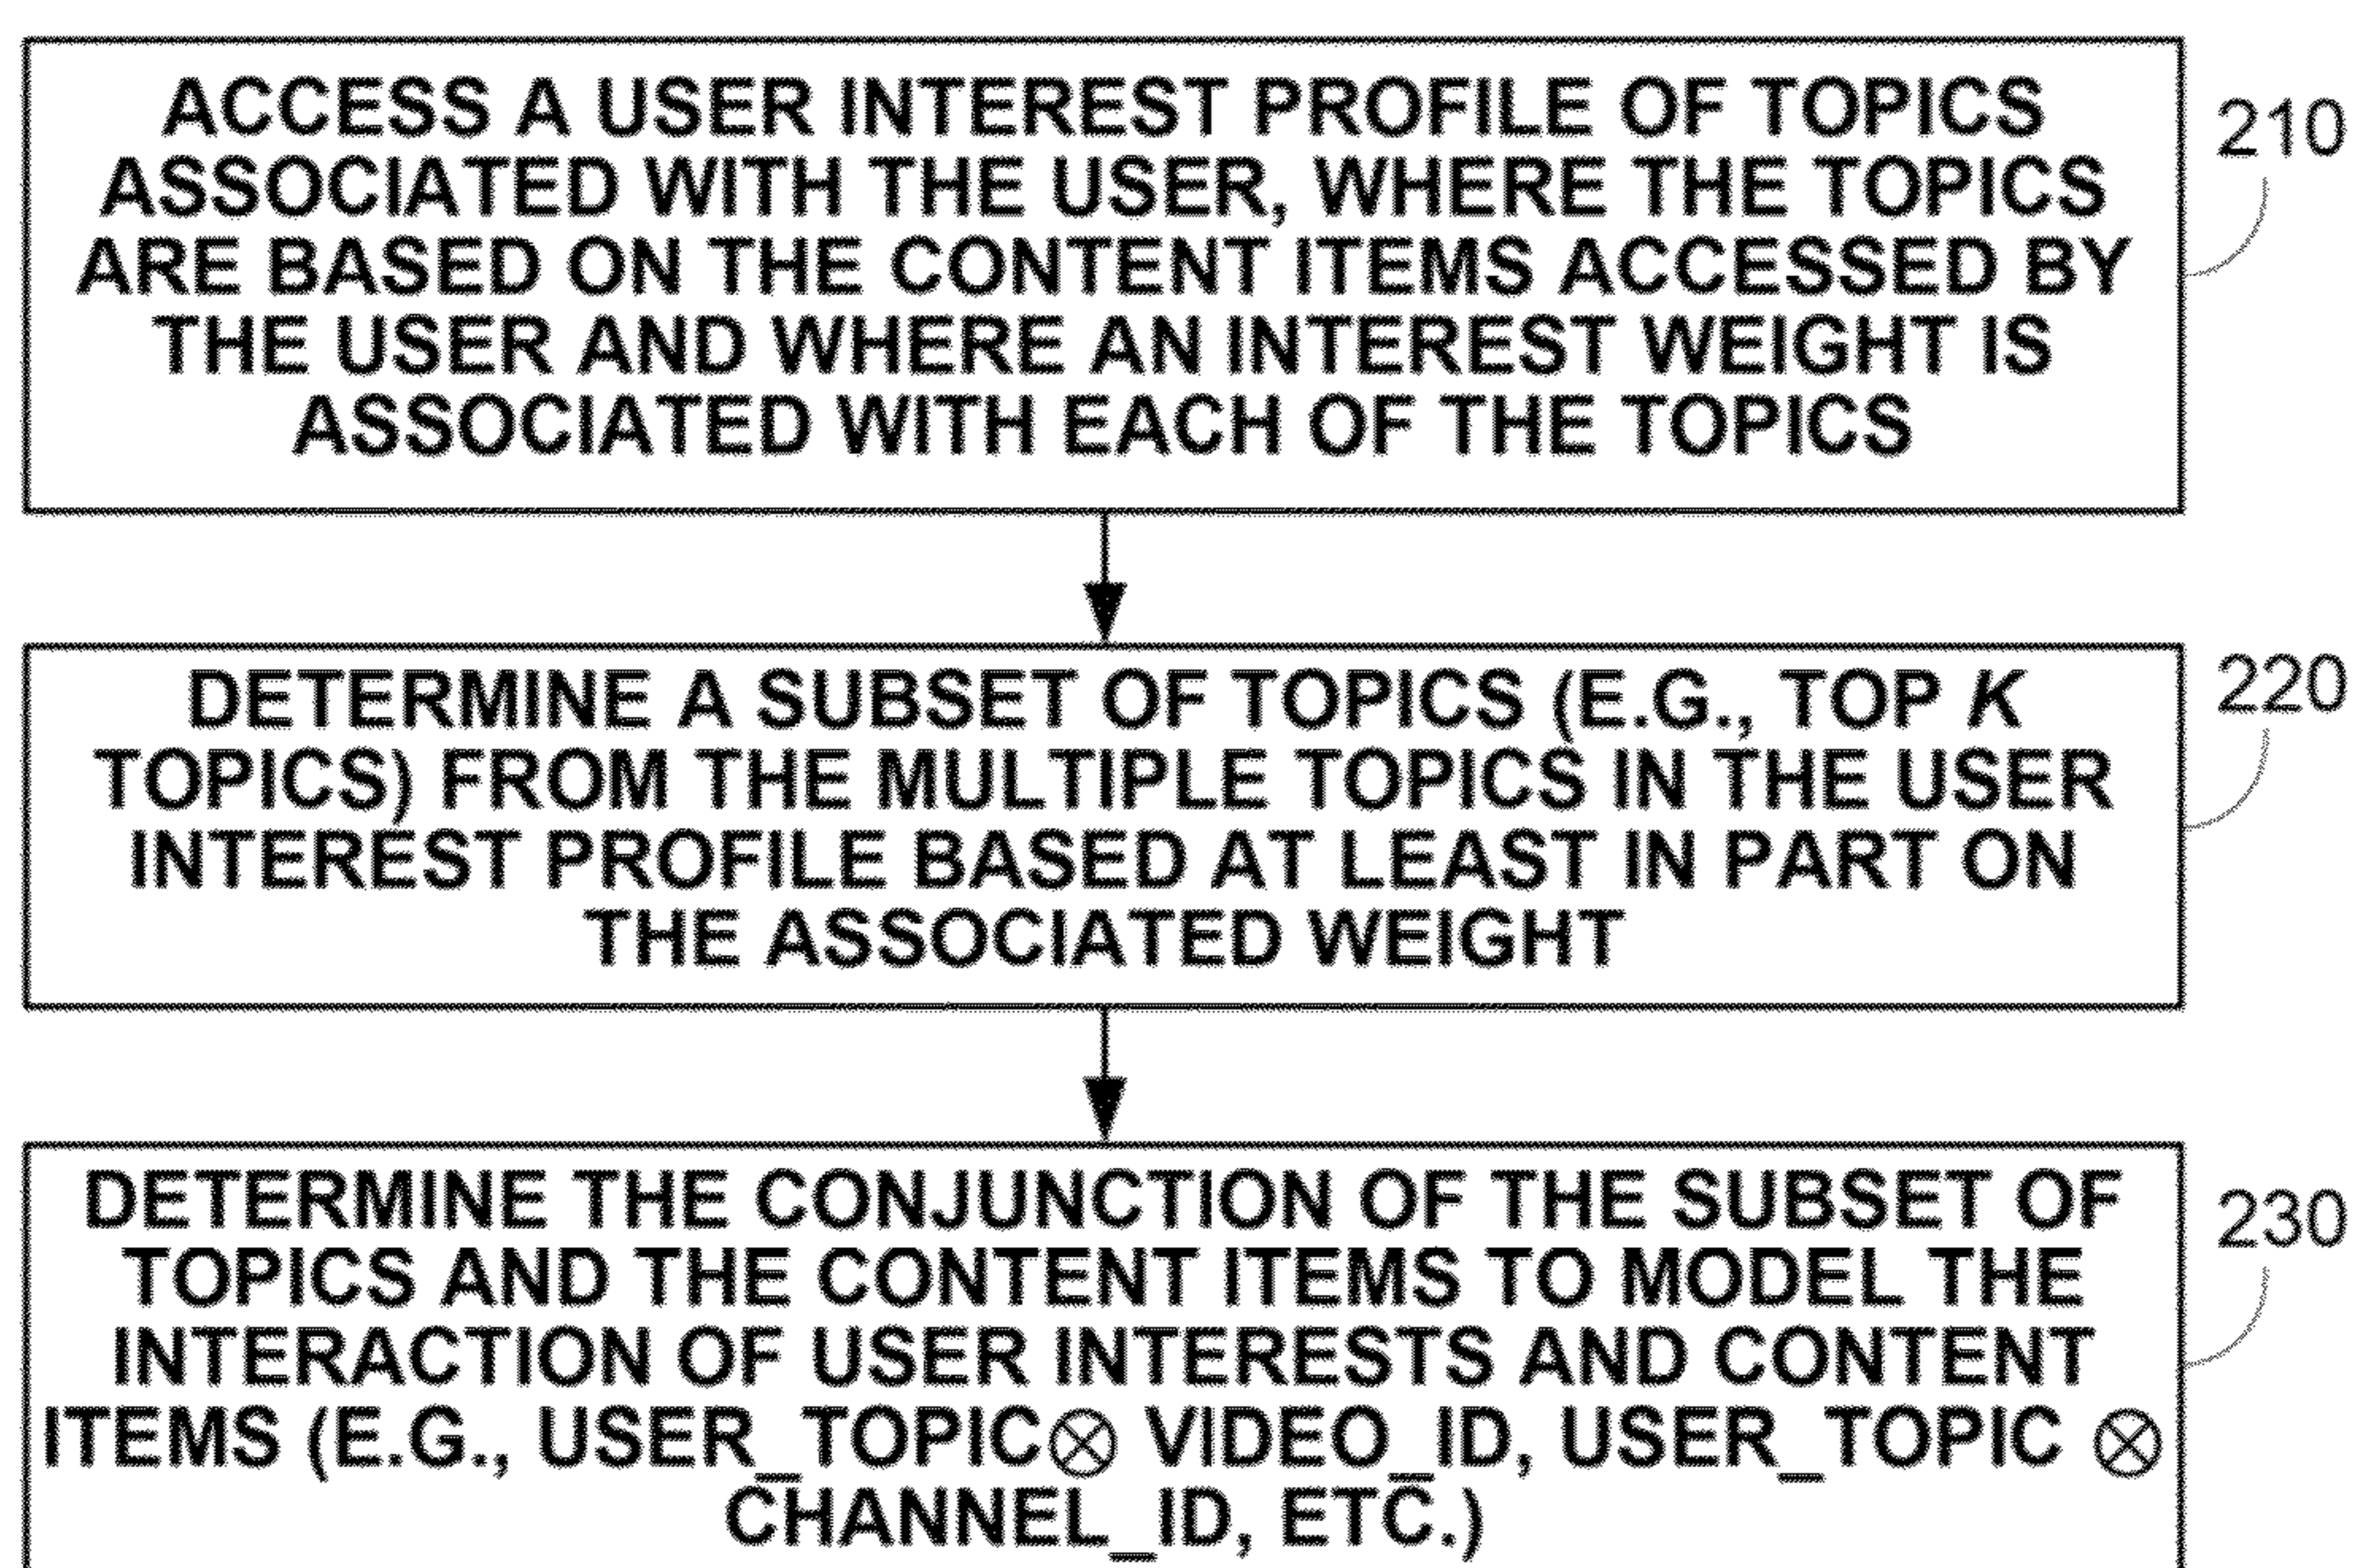 ACCESS A USER INTEREST PROFILE OF TOPICS
ASSOCIATED WITH THE USER, WHERE THE TOPICS
ARE BASED ON THE CONTENT ITEMS ACCESSED BY
THE USER AND WHERE AN INTEREST WEIGHT IS
ASSOCIATED WITH EACH OF THE TOPICS
210
DETERMINE A SUBSET OF TOPICS (E.G., TOP K
TOPICS) FROM THE MULTIPLE TOPICS IN THE USER
INTEREST PROFILE BASED AT LEAST IN PART ON
THE ASSOCIATED WEIGHT
220
DETERMINE THE CONJUNCTION OF THE SUBSET OF
TOPICS AND THE CONTENT ITEMS TO MODEL THE
INTERACTION OF USER INTERESTS AND CONTENT
ITEMS (E.G., USER_TOPIC⊗ VIDEO_ID, USER_TOPIC ⊗
CHANNEL_ID, ETC.)
230